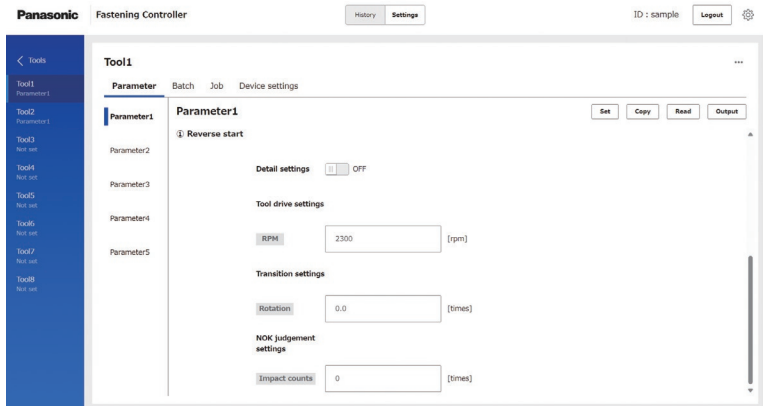 Panasonic Fastening Controller History Settings ID : sample Logout
Tools
Tool1
Parameter1
Tool2
Parameter1
Tool3
Not set
Tool4
Not set
Tool5
Not set
Tool6
Not set
Tool7
Not set
Tool8
Not set
Tool1 ...
Parameter Batch Job Device settings
Parameter1
Parameter2
Parameter3
Parameter4
Parameter5
Parameter1 Set Copy Read Output
① Reverse start
Detail settings OFF
Tool drive settings
RPM 2300 [rpm]
Transition settings
Rotation 0.0 [times]
NOK judgement
settings
Impact counts 0 [times]